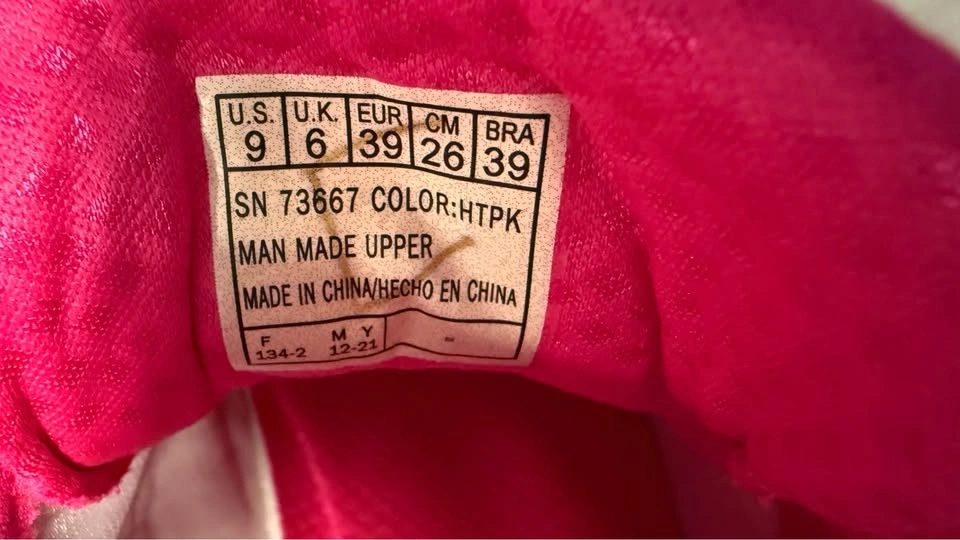 U.S. U.K. EUR CM BRA
9 6 39 26 39
SN 73667 COLOR:HTPK
MAN MADE UPPER
MADE IN CHINA/HECHO EN CHINA
F M Y
134-2 12-21 -